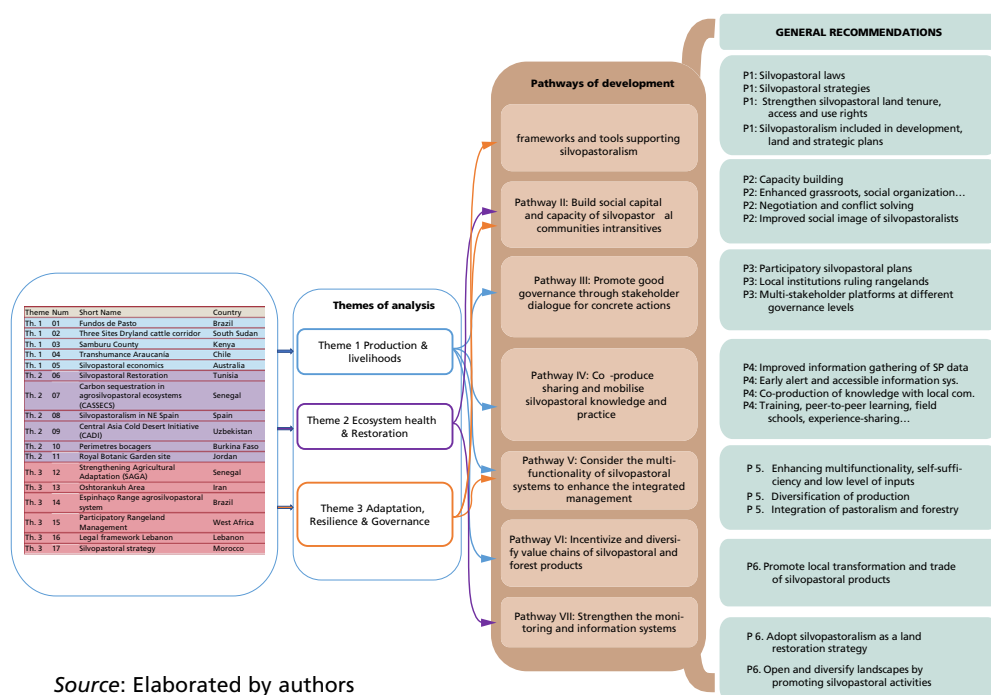 Theme Num Short Name Country
Th. 1 01 Fundos de Pasto Brazil
Th. 1 02 Three Sites Dryland cattle corridor South Sudan
Th. 1 03 Samburu County Kenya
Th. 1 04 Transhumance Araucania Chile
Th. 1 05 Silvopastoral economics Australia
Th. 2 06 Silvopastoral Restoration Tunisia
Th. 2 07 Carbon sequestration in
agrosilvopastoral ecosystems
(CASSECS) Senegal
Th. 2 08 Silvopastoralism in NE Spain Spain
Th. 2 09 Central Asia Cold Desert Initiative
(CADI) Uzbekistan
Th. 2 10 Perimetres bocagers Burkina Faso
Th. 2 11 Royal Botanic Garden site Jordan
Th. 3 12 Strengthening Agricultural
Adaptation (SAGA) Senegal
Th. 3 13 Oshtorankuh Area Iran
Th. 3 14 Espinhaço Range agrosilvopastoral
system Brazil
Th. 3 15 Participatory Rangeland
Management West Africa
Th. 3 16 Legal framework Lebanon Lebanon
Th. 3 17 Silvopastoral strategy Morocco
Themes of analysis
Theme 1 Production &
livelihoods
Theme 2 Ecosystem health
& Restoration
Theme 3 Adaptation,
Resilience & Governance
Pathways of development
frameworks and tools supporting
silvopastoralism
Pathway II: Build social capital
and capacity of silvopastor al
communities intransitives
Pathway III: Promote good
governance through stakeholder
dialogue for concrete actions
Pathway IV: Co -produce
sharing and mobilise
silvopastoral knowledge and
practice
Pathway V: Consider the multi-
functionality of silvopastoral
systems to enhance the integrated
management
Pathway VI: Incentivize and diversi-
fy value chains of silvopastoral and
forest products
Pathway VII: Strengthen the moni-
toring and information systems
GENERAL RECOMMENDATIONS
P1: Silvopastoral laws
P1: Silvopastoral strategies
P1: Strengthen silvopastoral land tenure,
access and use rights
P1: Silvopastoralism included in development,
land and strategic plans
P2: Capacity building
P2: Enhanced grassroots, social organization…
P2: Negotiation and conflict solving
P2: Improved social image of silvopastoralists
P3: Participatory silvopastoral plans
P3: Local institutions ruling rangelands
P3: Multi-stakeholder platforms at different
governance levels
P4: Improved information gathering of SP data
P4: Early alert and accessible information sys.
P4: Co-production of knowledge with local com.
P4: Training, peer-to-peer learning, field
schools, experience-sharing…
P 5. Enhancing multifunctionality, self-suffi-
ciency and low level of inputs
P 5. Diversification of production
P 5. Integration of pastoralism and forestry
P6. Promote local transformation and trade
of silvopastoral products
P 6. Adopt silvopastoralism as a land
restoration strategy
P6. Open and diversify landscapes by
promoting silvopastoral activities
Source: Elaborated by authors